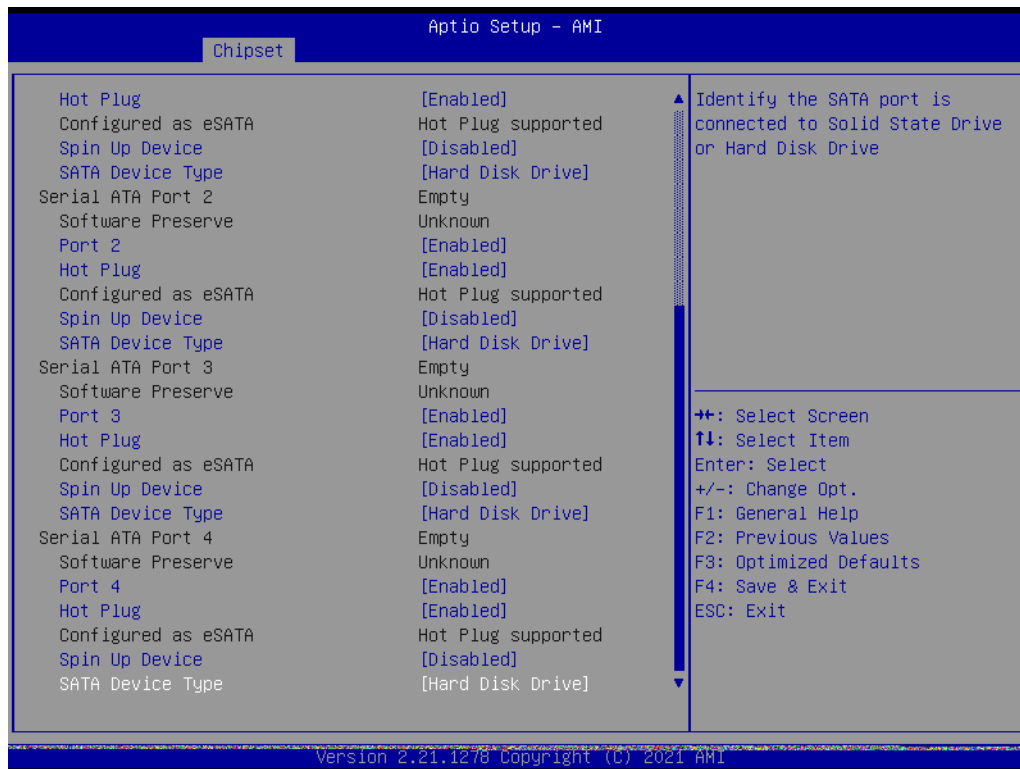 Aptio Setup – AMI
Chipset
Hot Plug [Enabled]
Configured as eSATA Hot Plug supported
Spin Up Device [Disabled]
SATA Device Type [Hard Disk Drive]
Serial ATA Port 2 Empty
Software Preserve Unknown
Port 2 [Enabled]
Hot Plug [Enabled]
Configured as eSATA Hot Plug supported
Spin Up Device [Disabled]
SATA Device Type [Hard Disk Drive]
Serial ATA Port 3 Empty
Software Preserve Unknown
Port 3 [Enabled]
Hot Plug [Enabled]
Configured as eSATA Hot Plug supported
Spin Up Device [Disabled]
SATA Device Type [Hard Disk Drive]
Serial ATA Port 4 Empty
Software Preserve Unknown
Port 4 [Enabled]
Hot Plug [Enabled]
Configured as eSATA Hot Plug supported
Spin Up Device [Disabled]
SATA Device Type [Hard Disk Drive]
Identify the SATA port is
connected to Solid State Drive
or Hard Disk Drive
→←: Select Screen
↑↓: Select Item
Enter: Select
+/-: Change Opt.
F1: General Help
F2: Previous Values
F3: Optimized Defaults
F4: Save & Exit
ESC: Exit
Version 2.21.1278 Copyright (C) 2021 AMI